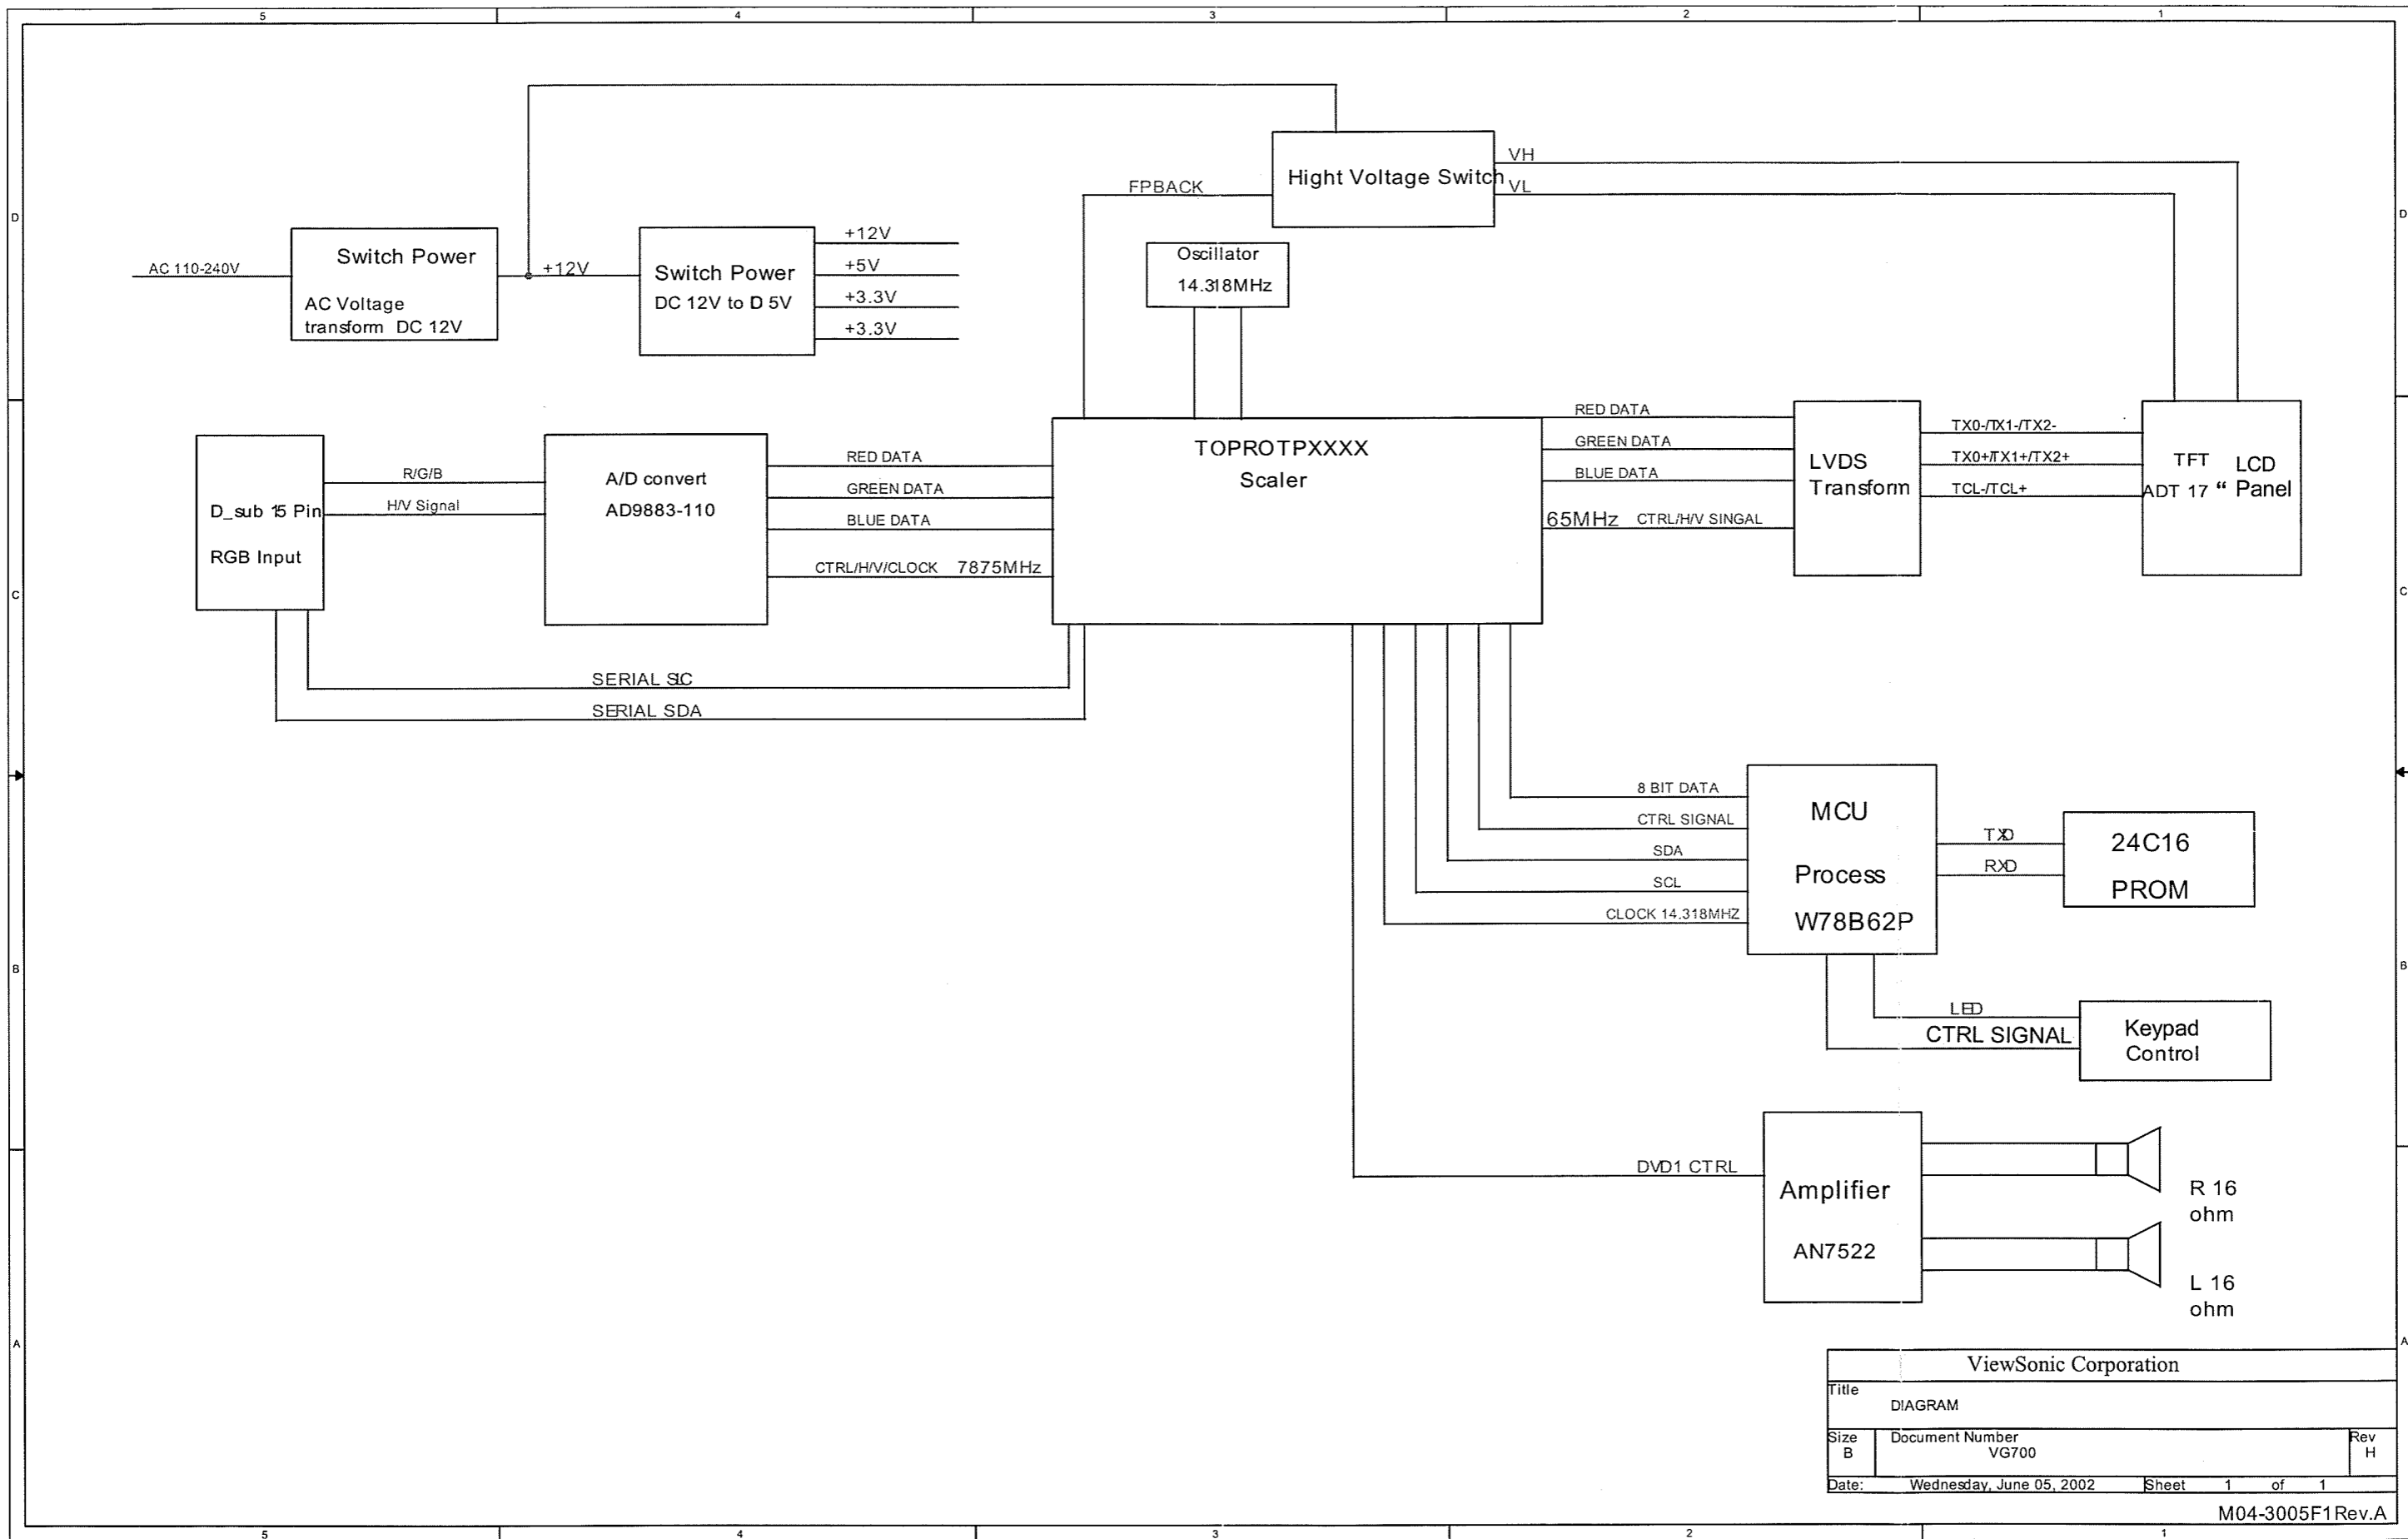 5 4 3 2 1
D
D
C
C
B
B
A
A
AC 110-240V
Switch Power
AC Voltage
transform DC 12V
+12V
Switch Power
DC 12V to D 5V
+12V
+5V
+3.3V
+3.3V
FPBACK
Hight Voltage Switch
VH
VL
Oscillator
14.318MHz
D_sub 15 Pin
RGB Input
R/G/B
H/V Signal
A/D convert
AD9883-110
RED DATA
GREEN DATA
BLUE DATA
CTRL/H/V/CLOCK 7875MHz
TOPROTPXXXX
Scaler
RED DATA
GREEN DATA
BLUE DATA
65MHz CTRL/H/V SINGAL
LVDS
Transform
TX0-/TX1-/TX2-
TX0+/TX1+/TX2+
TCL-/TCL+
TFT LCD
ADT 17 “ Panel
SERIAL SLC
SERIAL SDA
8 BIT DATA
CTRL SIGNAL
SDA
SCL
CLOCK 14.318MHZ
MCU
Process
W78B62P
TXD
RXD
24C16
PROM
LED
CTRL SIGNAL
Keypad
Control
DVD1 CTRL
Amplifier
AN7522
R 16
ohm
L 16
ohm
ViewSonic Corporation
Title
DIAGRAM
Size
B
Document Number
VG700
Rev
H
Date: Wednesday, June 05, 2002 Sheet 1 of 1
M04-3005F1Rev.A
5 4 3 2 1